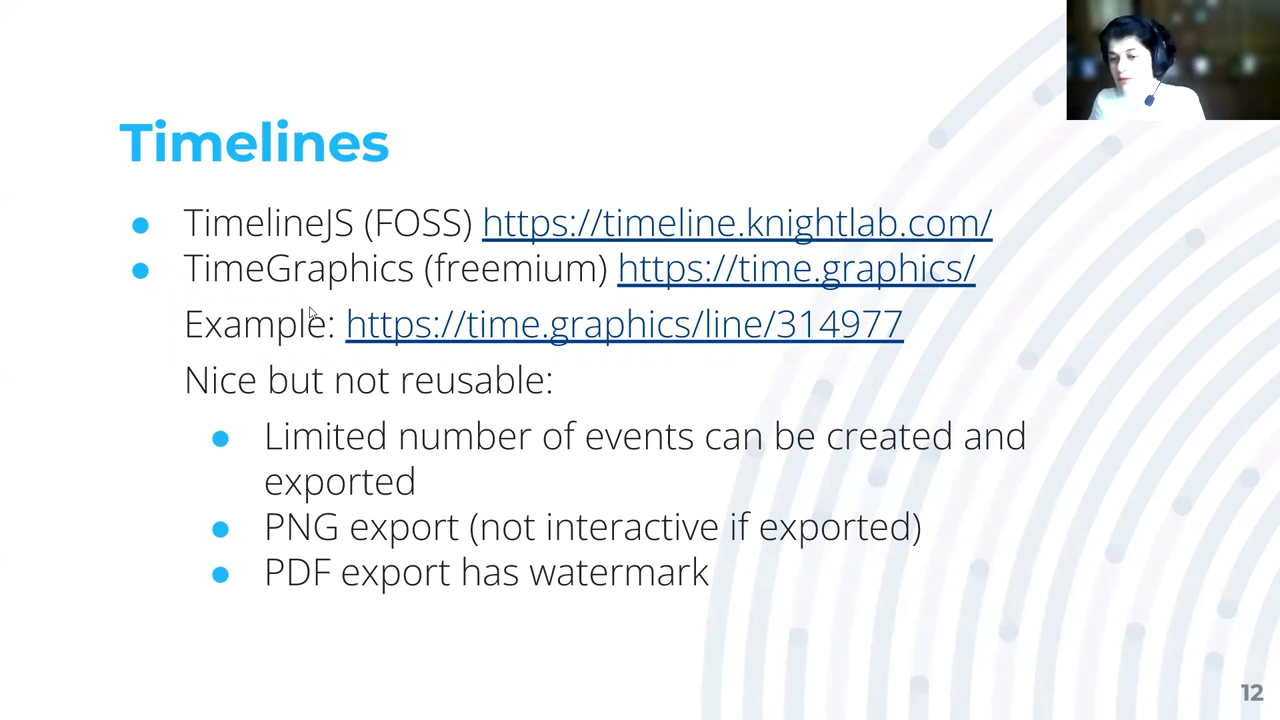 Timelines
● TimelineJS (FOSS) https://timeline.knightlab.com/
● TimeGraphics (freemium) https://time.graphics/
Example: https://time.graphics/line/314977
Nice but not reusable:
● Limited number of events can be created and
exported
● PNG export (not interactive if exported)
● PDF export has watermark
12